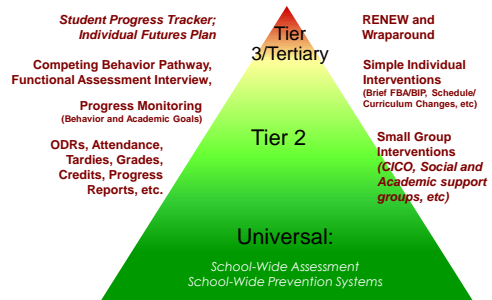 Student Progress Tracker;
Individual Futures Plan
Competing Behavior Pathway,
Functional Assessment Interview,
Progress Monitoring
(Behavior and Academic Goals)
ODRs, Attendance,
Tardies, Grades,
Credits, Progress
Reports, etc.
Tier
3/Tertiary
Tier 2
Universal:
School-Wide Assessment
School-Wide Prevention Systems
RENEW and
Wraparound
Simple Individual
Interventions
(Brief FBA/BIP, Schedule/
Curriculum Changes, etc)
Small Group
Interventions
(CICO, Social and
Academic support
groups, etc)